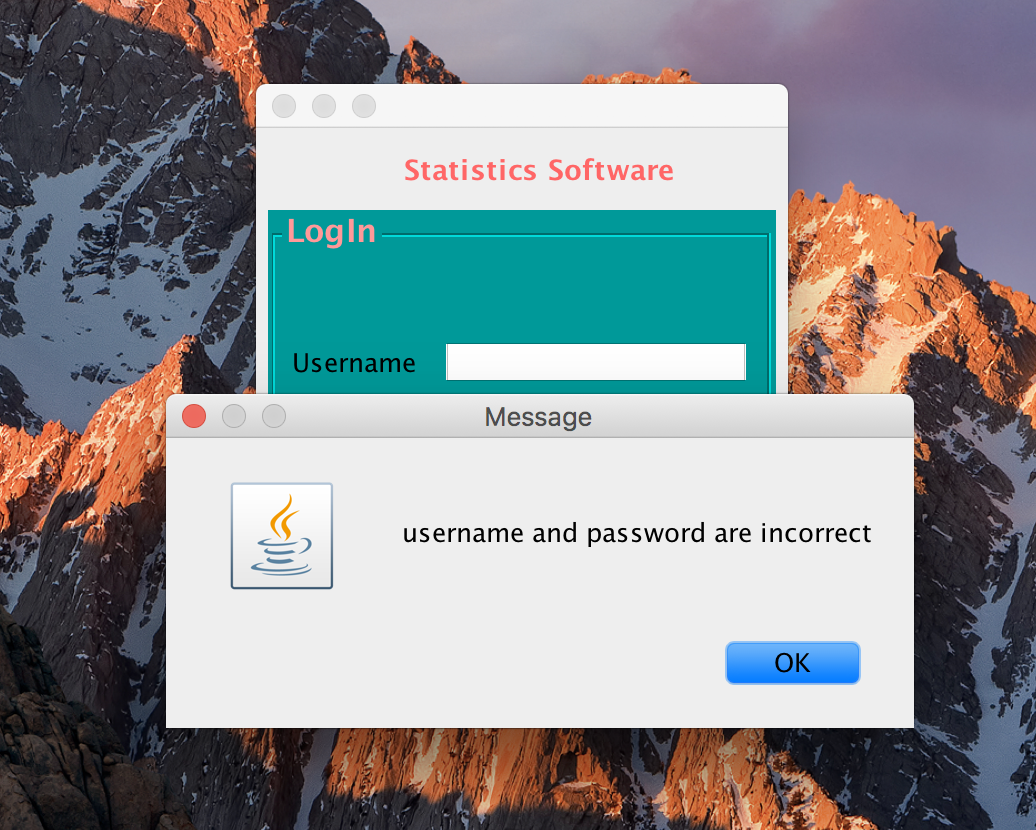 Statistics Software
LogIn
Username
Message
username and password are incorrect
OK